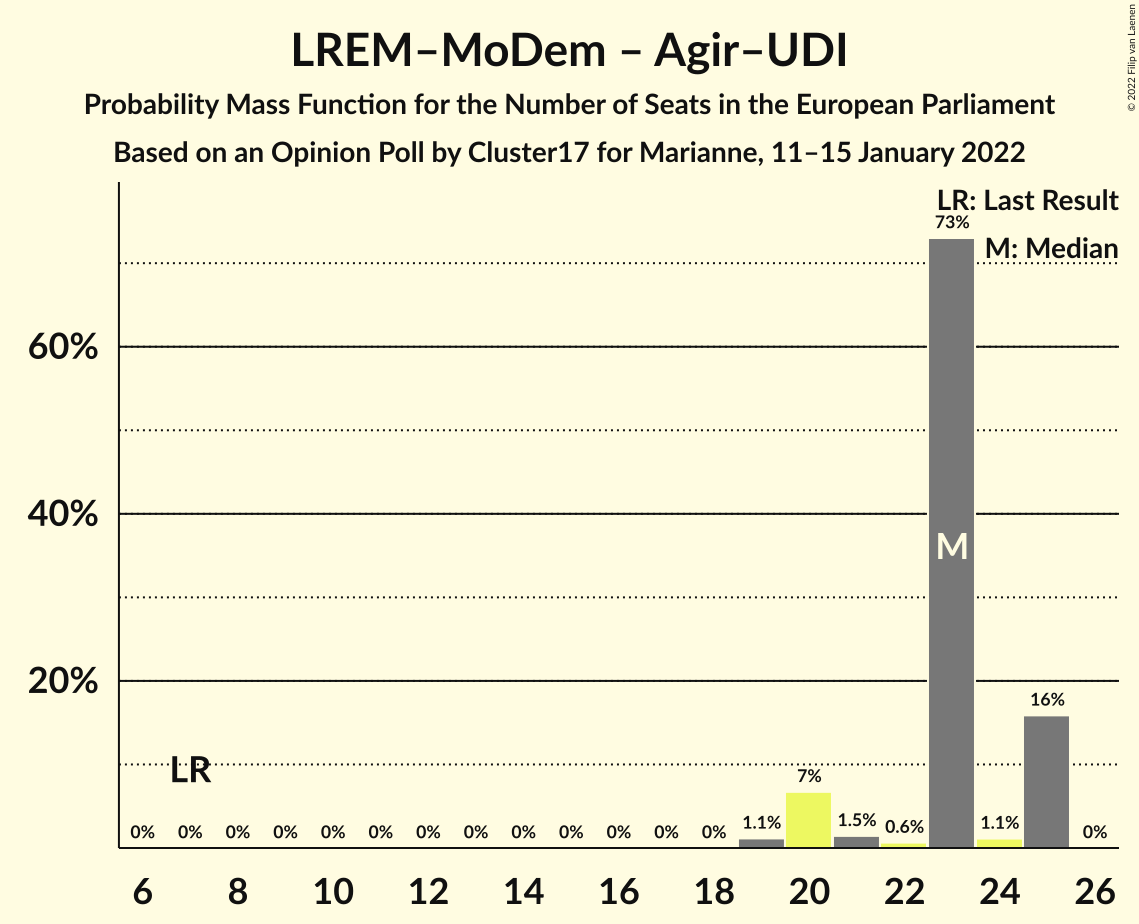 LREM–MoDem – Agir–UDI
Probability Mass Function for the Number of Seats in the European Parliament
Based on an Opinion Poll by Cluster17 for Marianne, 11–15 January 2022
© 2022 Filip van Laenen
LR: Last Result
M: Median
73%
60%
40%
M
20%
16%
LR
7%
0% 0% 0% 0% 0% 0% 0% 0% 0% 0% 0% 0% 0% 1.1% 1.5% 0.6% 1.1% 0%
6 8 10 12 14 16 18 20 22 24 26